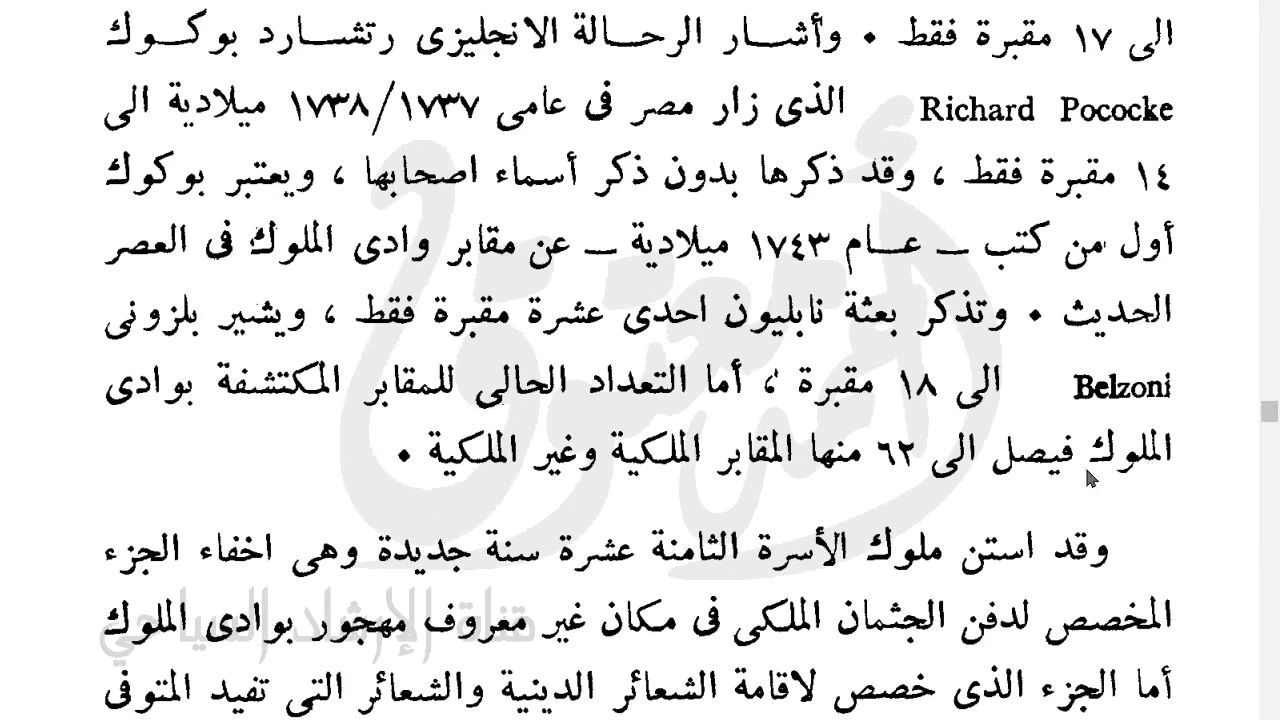 الى ١٧ مقبرة فقط • وأشار الرحالة الانجليزى رتشارد بوكوك
Richard Pococke الذى زار مصر فى عامى ١٧٣٧/١٧٣٨ ميلادية الى
١٤ مقبرة فقط ، وقد ذكرها بدون ذكر أسماء اصحابها ، ويعتبر بوكوك
أول من كتب ــ عام ١٧٤٣ ميلادية ــ عن مقابر وادى الملوك فى العصر
الحديث • وتذكر بعثة نابليون احدى عشرة مقبرة فقط ، ويشير بلزونى
Belzoni الى ١٨ مقبرة ، أما التعداد الحالى للمقابر المكتشفة بوادى
الملوك فيصل الى ٦٢ منها المقابر الملكية وغير الملكية •
وقد استن ملوك الأسرة الثامنة عشرة سنة جديدة وهى اخفاء الجزء
المخصص لدفن الجثمان الملكى فى مكان غير معروف مهجور بوادى الملوك
أما الجزء الذى خصص لاقامة الشعائر الدينية والشعائر التى تفيد المتوفى
قناة الإرشاد السياحي